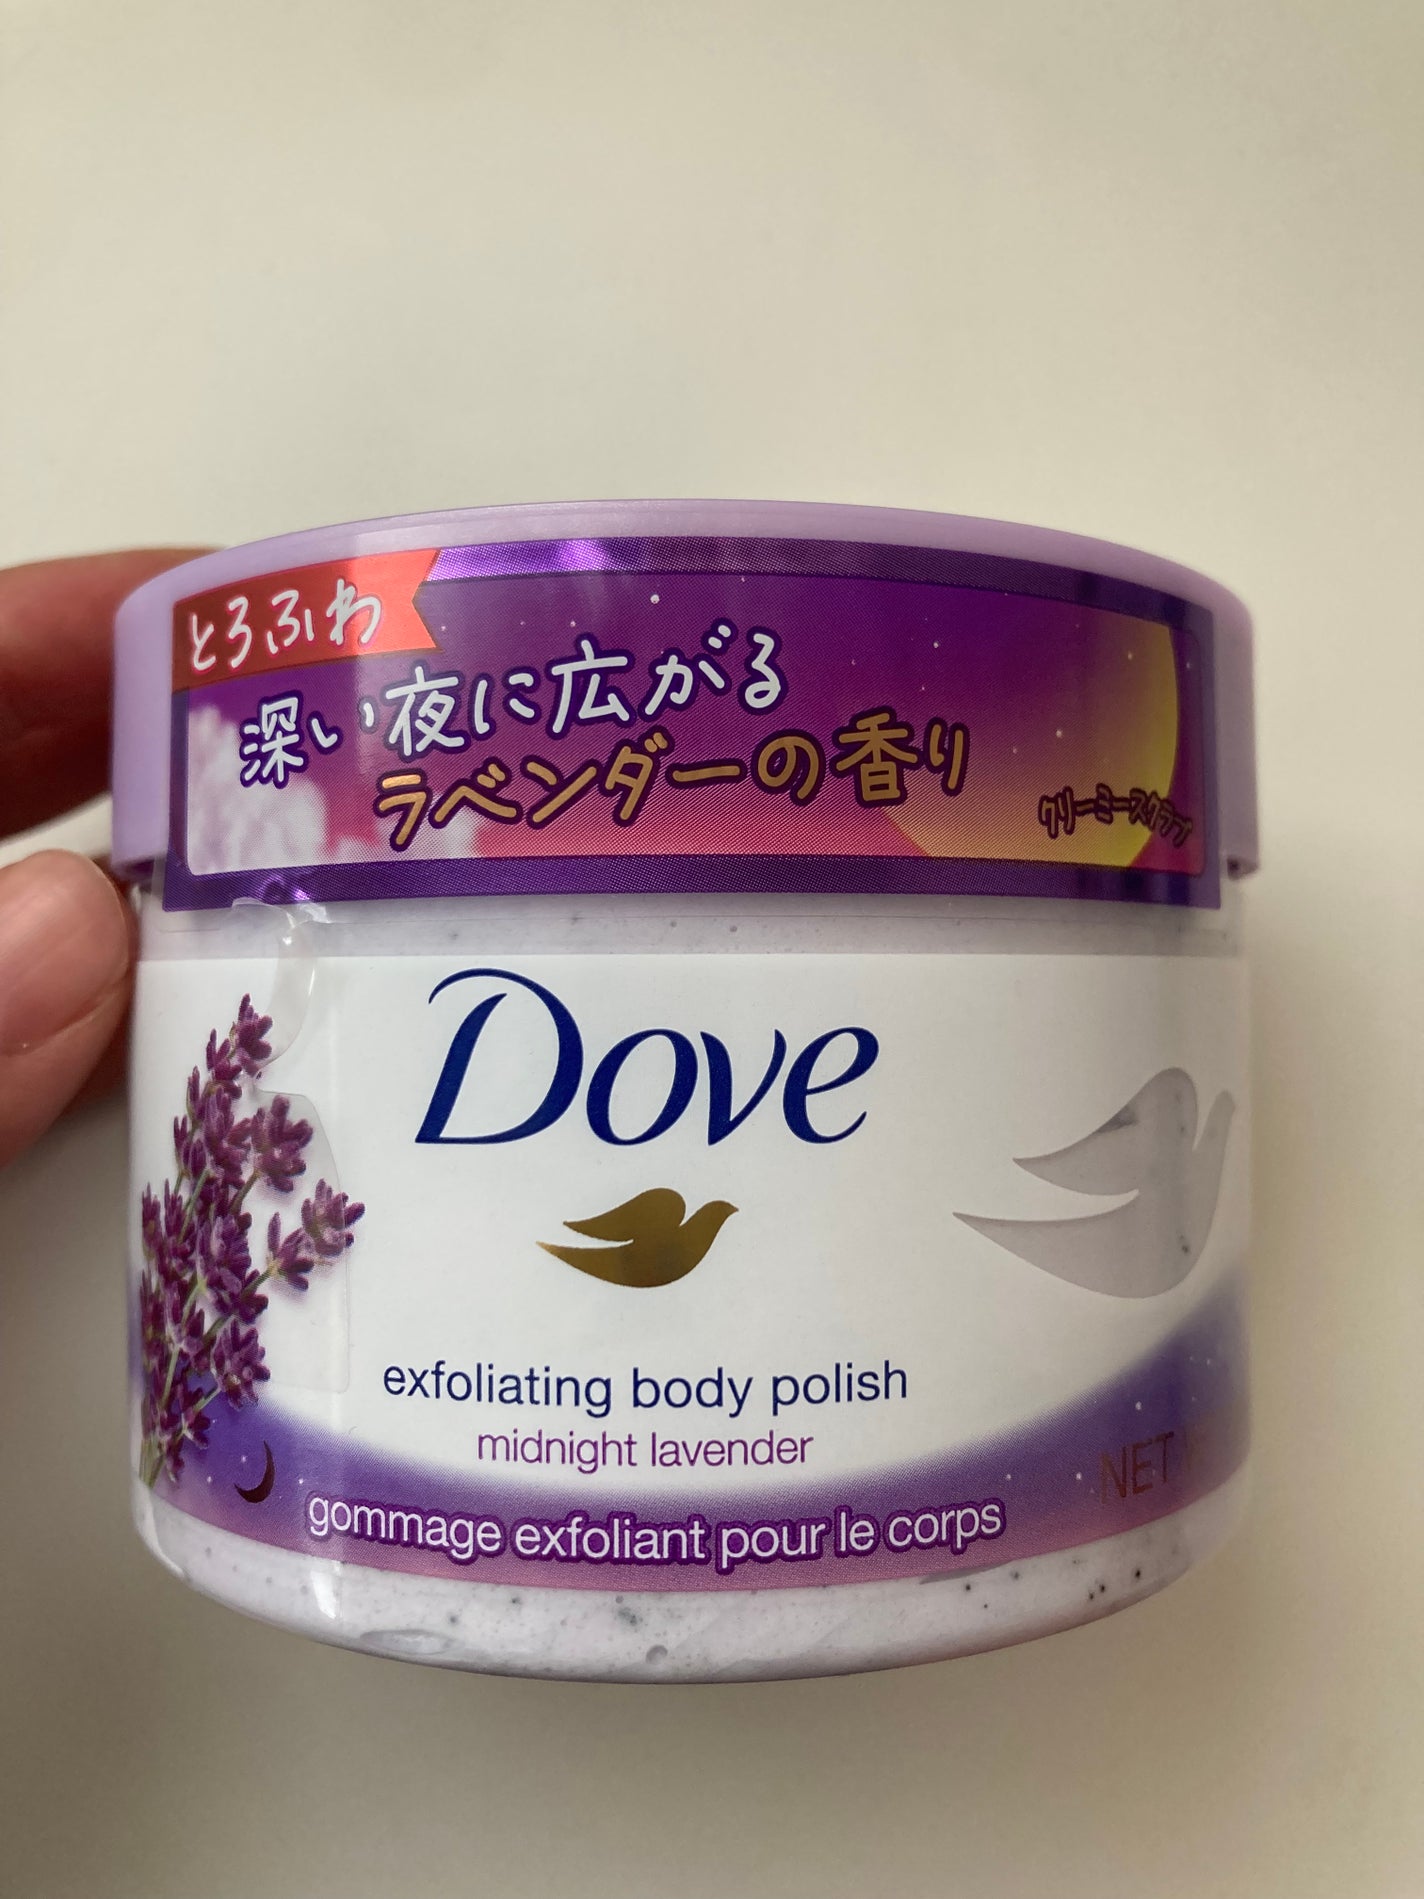 とろふわ
深い夜に広がる
ラベンダーの香り
クリーミースクラブ
Dove
exfoliating body polish
midnight lavender
gommage exfoliant pour le corps
NET